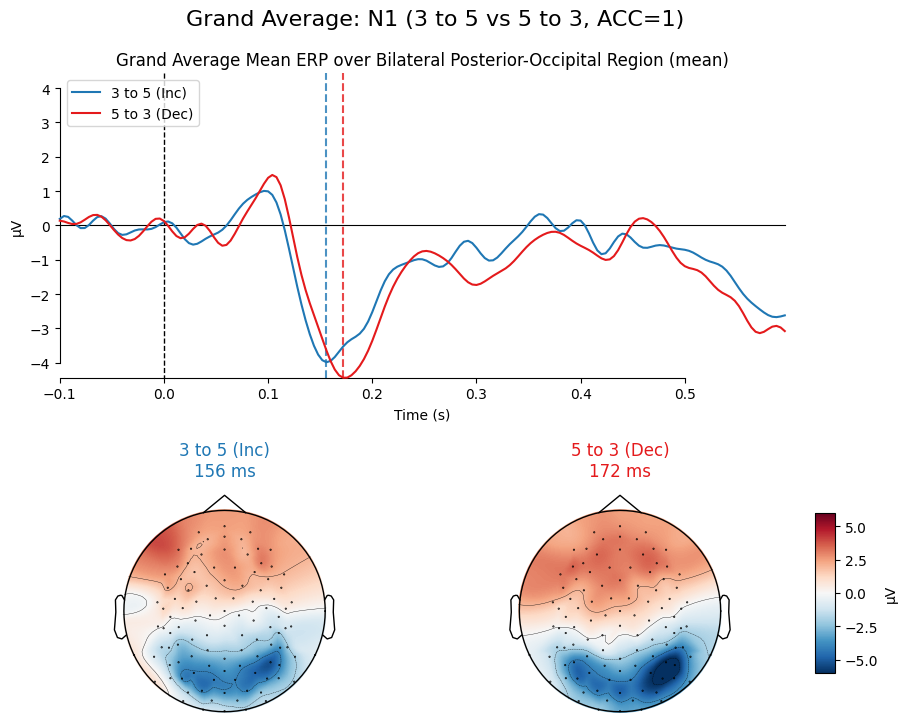 Grand Average: N1 (3 to 5 vs 5 to 3, ACC=1)
Grand Average Mean ERP over Bilateral Posterior-Occipital Region (mean)
3 to 5 (Inc)
5 to 3 (Dec)
4
3
2
1
0
−1
−2
−3
−4
µV
−0.1
0.0
0.1
0.2
0.3
0.4
0.5
Time (s)
3 to 5 (Inc)
156 ms
5 to 3 (Dec)
172 ms
5.0
2.5
0.0
−2.5
−5.0
µV